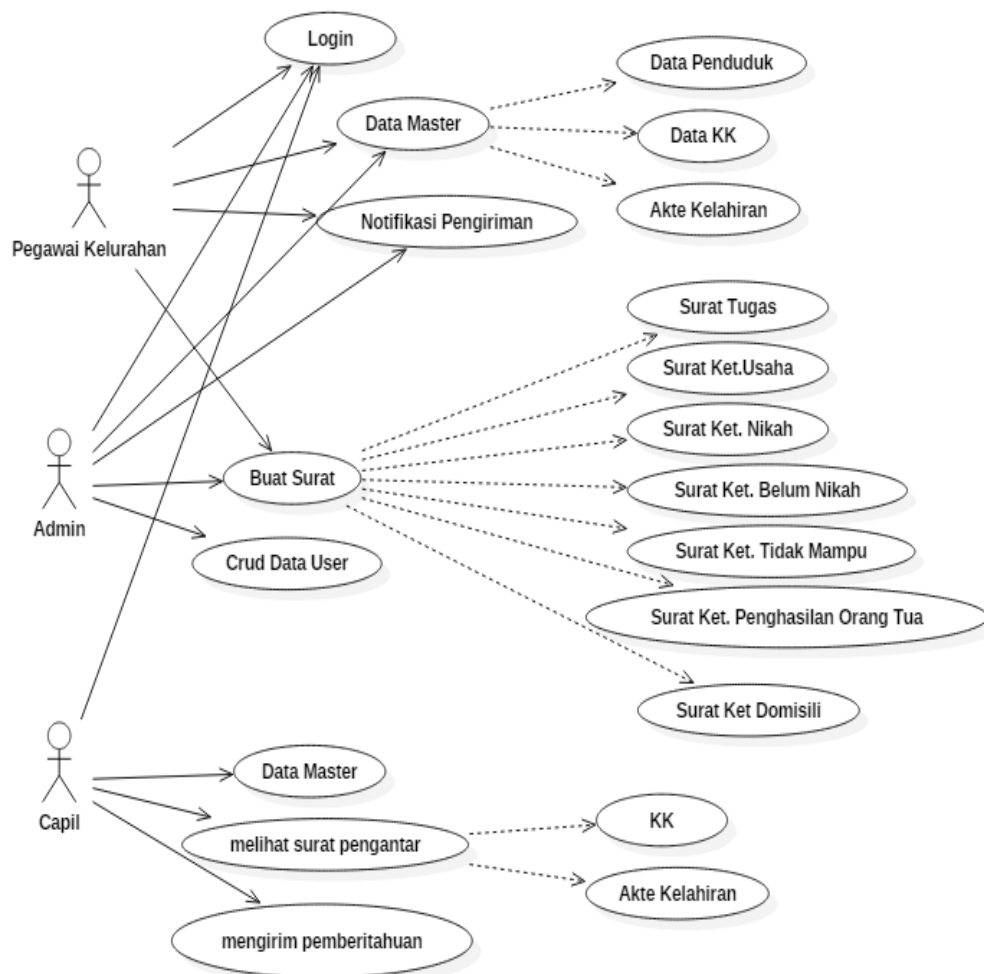 Login
Data Penduduk
Data Master
Data KK
Akte Kelahiran
Notifikasi Pengiriman
Pegawai Kelurahan
Surat Tugas
Surat Ket.Usaha
Surat Ket. Nikah
Buat Surat
Surat Ket. Belum Nikah
Admin
Surat Ket. Tidak Mampu
Crud Data User
Surat Ket. Penghasilan Orang Tua
Surat Ket Domisili
Data Master
Capil
KK
melihat surat pengantar
Akte Kelahiran
mengirim pemberitahuan